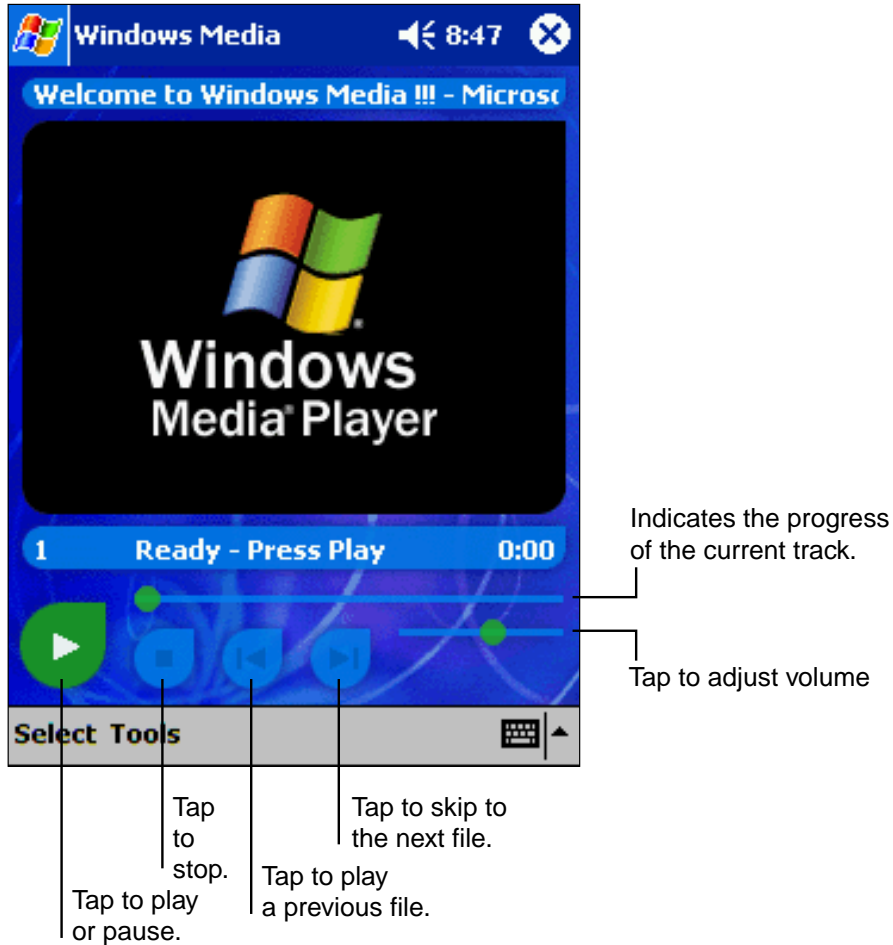 Windows Media 8:47
Welcome to Windows Media !!! - Microso
Windows
Media Player
1 Ready - Press Play 0:00
Indicates the progress
of the current track.
Tap to adjust volume
Select Tools
Tap
to
stop.
Tap to skip to
the next file.
Tap to play
a previous file.
Tap to play
or pause.